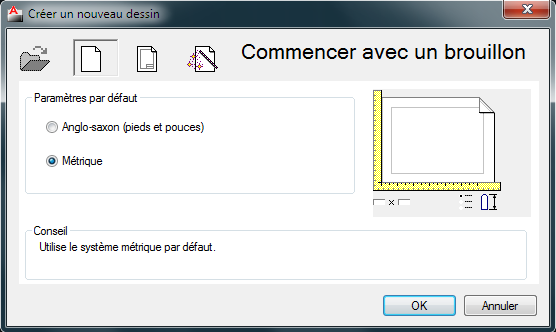 Créer un nouveau dessin
Commencer avec un brouillon
Paramètres par défaut
Anglo-saxon (pieds et pouces)
Métrique
Conseil
Utilise le système métrique par défaut.
OK
Annuler